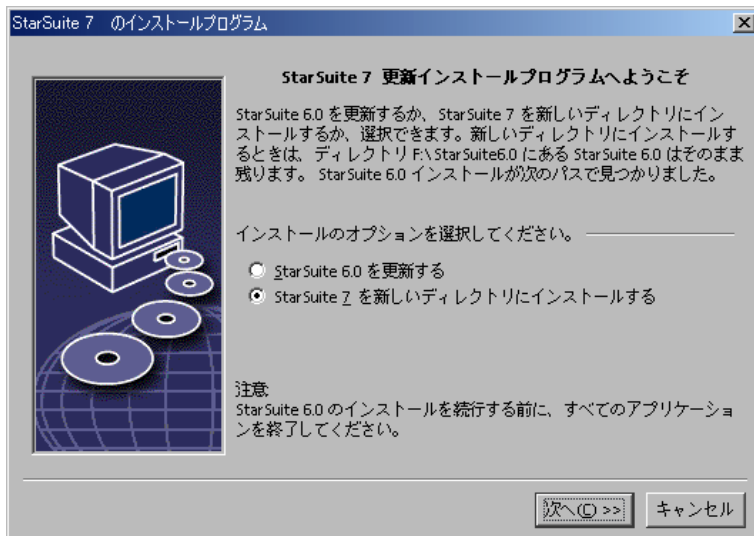 StarSuite 7 のインストールプログラム
StarSuite 7 更新インストールプログラムへようこそ
StarSuite 6.0 を更新するか、StarSuite 7 を新しいディレクトリにイン
ストールするか、選択できます。新しいディレクトリにインストールす
るときは、ディレクトリ F:\StarSuite6.0 にある StarSuite 6.0 はそのまま
残ります。 StarSuite 6.0 インストールが次のパスで見つかりました。
インストールのオプションを選択してください。
StarSuite 6.0 を更新する
StarSuite 7 を新しいディレクトリにインストールする
注意
StarSuite 6.0 のインストールを続行する前に、すべてのアプリケーショ
ンを終了してください。
次へ(C) >>
キャンセル